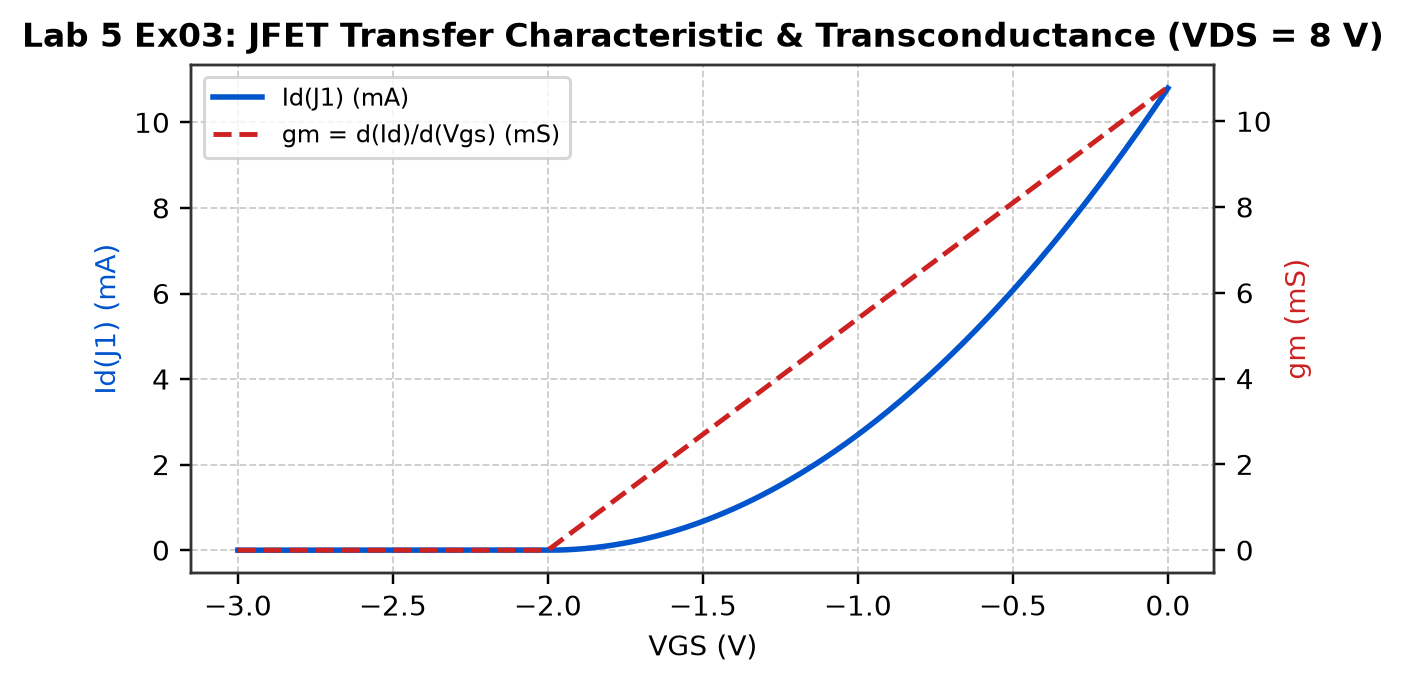 Lab 5 Ex03: JFET Transfer Characteristic & Transconductance (VDS = 8 V)
Id(J1) (mA)
gm = d(Id)/d(Vgs) (mS)
10
8
6
4
2
0
Id(J1) (mA)
10
8
6
4
2
0
gm (mS)
−3.0 −2.5 −2.0 −1.5 −1.0 −0.5 0.0
VGS (V)